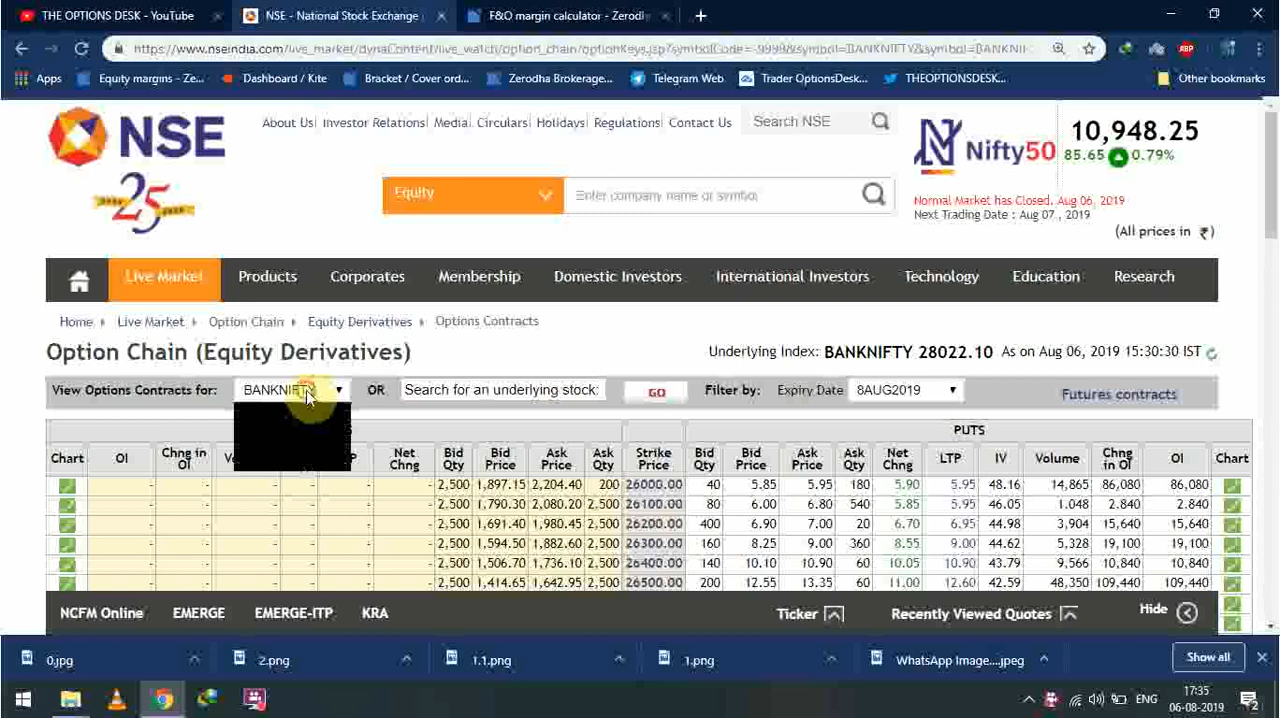 THE OPTIONS DESK - YouTube
NSE - National Stock Exchange
F&O margin calculator - Zerodh
https://www.nseindia.com/live_market/dynaContent/live_watch/option_chain/optionKeys.jsp?symbolCode=-9999&symbol=BANKNIFTY&symbol=BANKNIF
Apps
Equity margins - Ze...
Dashboard / Kite
Bracket / Cover ord...
Zerodha Brokerage...
Telegram Web
Trader OptionsDesk...
THEOPTIONSDESK...
Other bookmarks
ABP
NSE
25
About Us| Investor Relations| Media| Circulars| Holidays| Regulations| Contact Us
Search NSE
Equity
Enter company name or symbol
Nifty50
10,948.25
85.65 0.79%
Normal Market has Closed. Aug 06, 2019
Next Trading Date : Aug 07 , 2019
(All prices in ₹)
Live Market Products Corporates Membership Domestic Investors International Investors Technology Education Research
Home Live Market Option Chain Equity Derivatives Options Contracts
Option Chain (Equity Derivatives)
Underlying Index: BANKNIFTY 28022.10 As on Aug 06, 2019 15:30:30 IST
View Options Contracts for: BANKNIFTY OR Search for an underlying stock: GO Filter by: Expiry Date 8AUG2019 Futures contracts
PUTS
Chart OI Chng in OI Net Chng Bid Qty Bid Price Ask Price Ask Qty Strike Price Bid Qty Bid Price Ask Price Ask Qty Net Chng LTP IV Volume Chng in OI OI Chart
- - - - - - 2,500 1,897.15 2,204.40 200 26000.00 40 5.85 5.95 180 5.90 5.95 48.16 14,865 86,080 86,080
- - - - - - 2,500 1,790.30 2,080.20 2,500 26100.00 80 6.00 6.80 540 5.85 5.95 46.05 1,048 2,840 2,840
- - - - - - 2,500 1,691.40 1,980.45 2,500 26200.00 400 6.90 7.00 20 6.70 6.95 44.98 3,904 15,640 15,640
- - - - - - 2,500 1,594.50 1,882.60 2,500 26300.00 160 8.25 9.00 360 8.55 9.00 44.62 5,328 19,100 19,100
- - - - - - 2,500 1,506.70 1,736.10 2,500 26400.00 140 10.10 10.90 60 10.05 10.90 43.79 9,566 10,840 10,840
- - - - - - 2,500 1,414.65 1,642.95 2,500 26500.00 200 12.55 13.35 60 11.00 12.60 42.59 48,350 109,440 109,440
NCFM Online EMERGE EMERGE-ITP KRA Ticker Recently Viewed Quotes Hide
0.jpg
2.png
1.1.png
1.png
WhatsApp Image....jpeg
Show all
ENG
17:35
06-08-2019
2